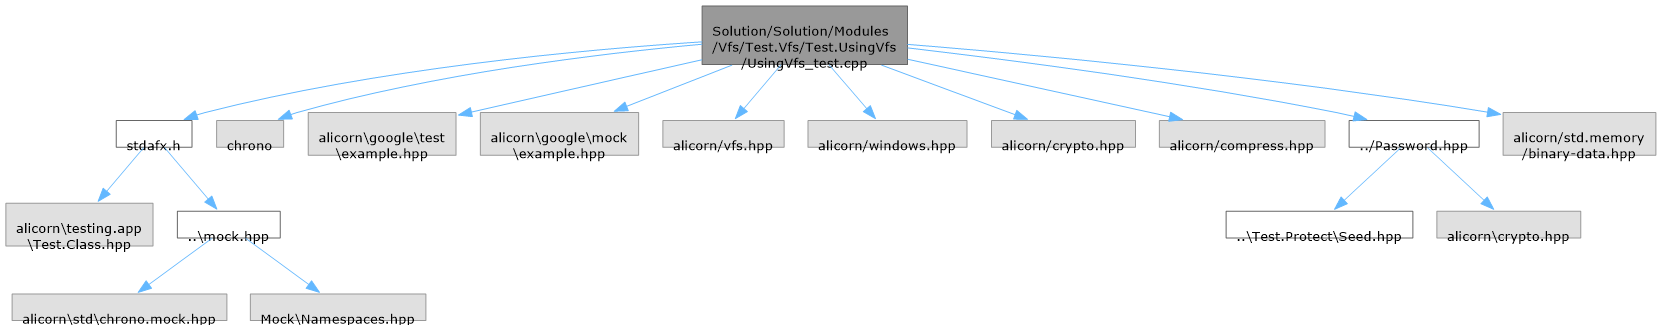 Solution/Solution/Modules
/Vfs/Test.Vfs/Test.UsingVfs
/UsingVfs_test.cpp
stdafx.h
chrono
alicorn\google\test
\example.hpp
alicorn\google\mock
\example.hpp
alicorn/vfs.hpp
alicorn/windows.hpp
alicorn/crypto.hpp
alicorn/compress.hpp
../Password.hpp
alicorn/std.memory
/binary-data.hpp
alicorn\testing.app
\Test.Class.hpp
..\mock.hpp
..\Test.Protect\Seed.hpp
alicorn\crypto.hpp
alicorn\std\chrono.mock.hpp
Mock\Namespaces.hpp